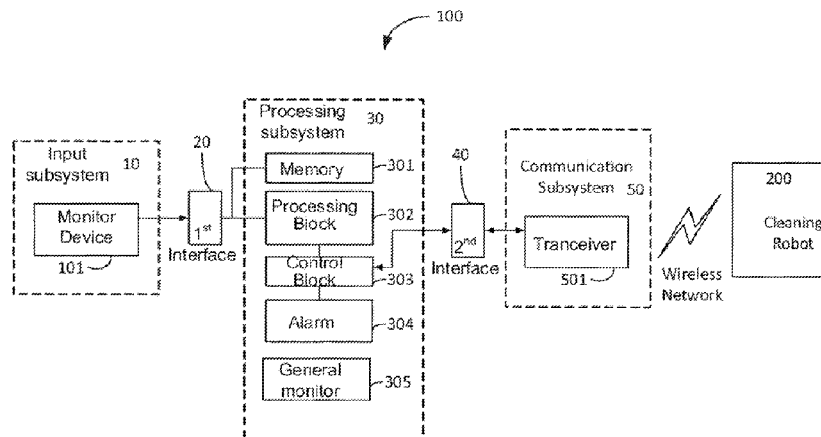 100
Processing
subsystem 30
Input
subsystem 10
Monitor
Device
101
20
1st
Interface
Memory
301
Processing
Block
302
Control
Block
303
Alarm
304
General
monitor
305
40
2nd
Interface
Communication
Subsystem 50
Tranceiver
501
Wireless
Network
200
Cleaning
Robot